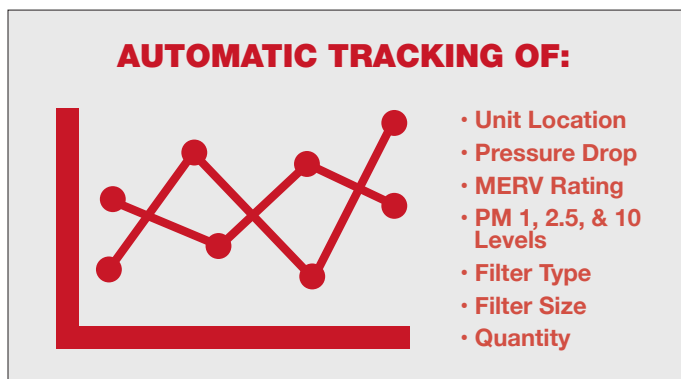 AUTOMATIC TRACKING OF:
• Unit Location
• Pressure Drop
• MERV Rating
• PM 1, 2.5, & 10
Levels
• Filter Type
• Filter Size
• Quantity